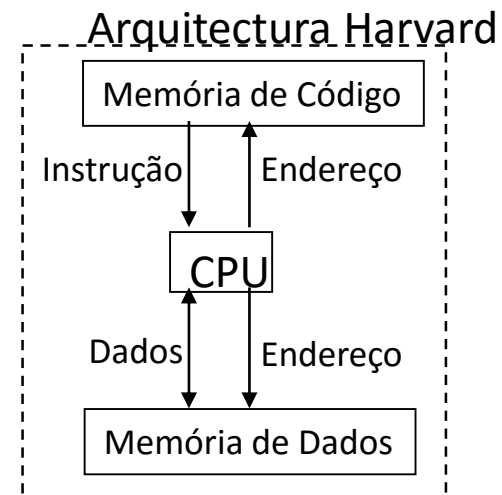 Arquitectura Harvard
Memória de Código
Instrução Endereço
CPU
Dados Endereço
Memória de Dados